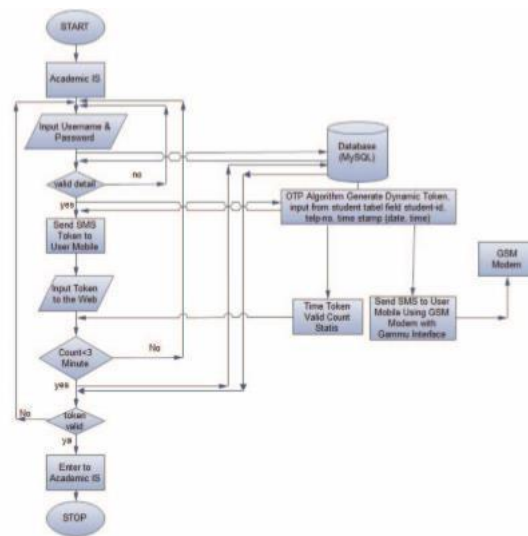 START
Academic IS
Input Username &
Password
Database
(MySQL)
valid detail
no
yes
OTP Algorithm Generate Dynamic Token,
input from student tabel field student-id,
telp-no, time stamp (date, time)
Send SMS
Token to
User Mobile
GSM
Modem
Input Token
to the Web
Time Token
Valid Count
Statis
Send SMS to User
Mobile Using GSM
Modem with
Gammu Interface
Count<3
Minute
No
yes
token
valid
No
ya
Enter to
Academic IS
STOP